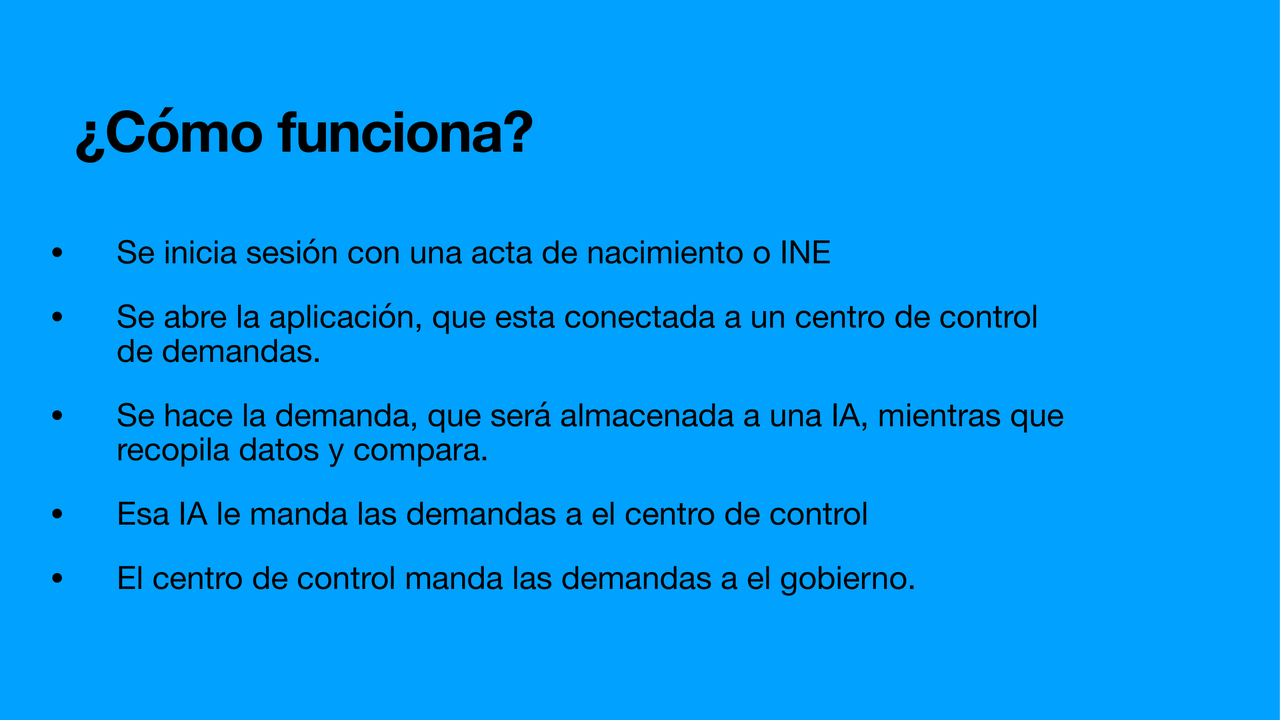 ¿Cómo funciona?
• Se inicia sesión con una acta de nacimiento o INE
• Se abre la aplicación, que esta conectada a un centro de control
de demandas.
• Se hace la demanda, que será almacenada a una IA, mientras que
recopila datos y compara.
• Esa IA le manda las demandas a el centro de control
• El centro de control manda las demandas a el gobierno.